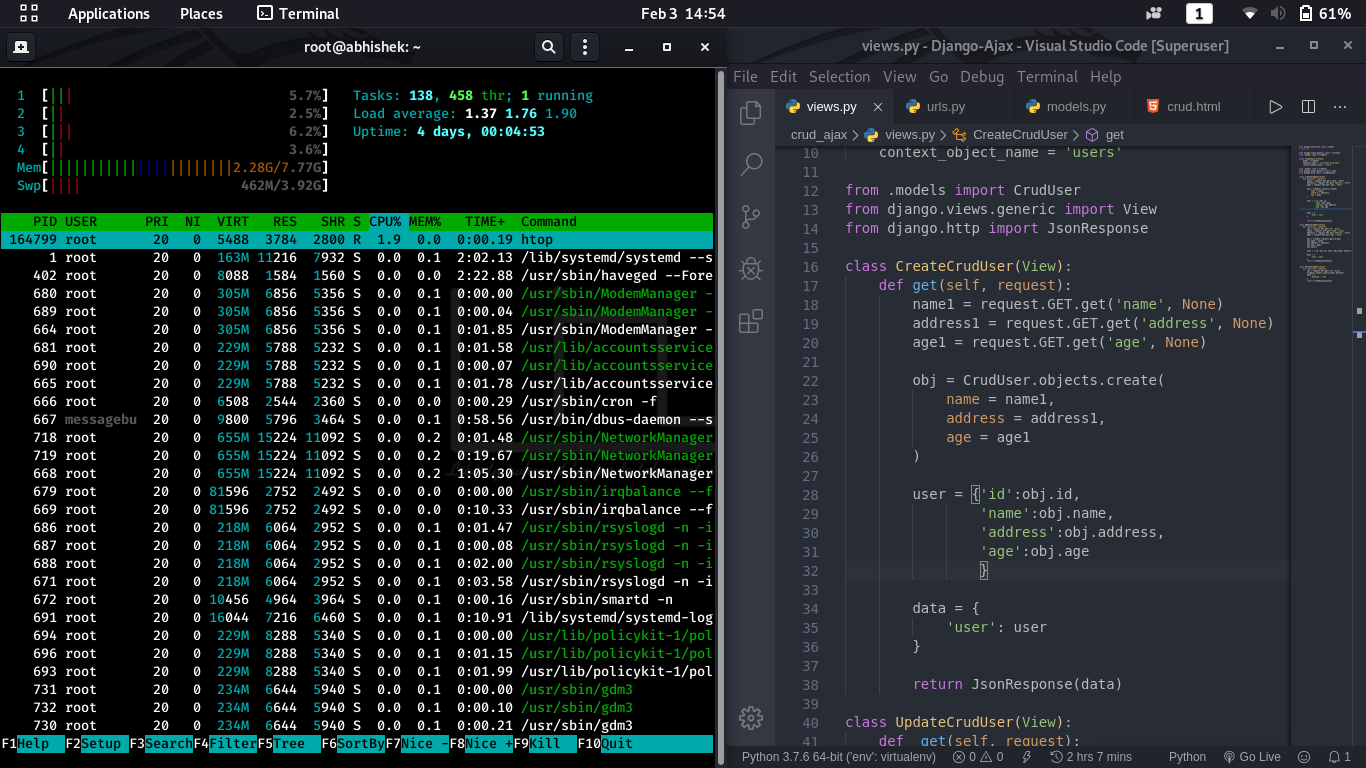 Applications Places Terminal Feb 3 14:54 1 61%
root@abhishek: ~
1 [||| 5.7%] Tasks: 138, 458 thr; 1 running
2 [|| 2.5%] Load average: 1.37 1.76 1.90
3 [||| 6.2%] Uptime: 4 days, 00:04:53
4 [|| 3.6%]
Mem[|||||||||||||||||||||||2.28G/7.77G]
Swp[|||| 462M/3.92G]
PID USER PRI NI VIRT RES SHR S CPU% MEM% TIME+ Command
164799 root 20 0 5488 3784 2800 R 1.9 0.0 0:00.19 htop
1 root 20 0 163M 11216 7932 S 0.0 0.1 2:02.13 /lib/systemd/systemd --s
402 root 20 0 8088 1584 1560 S 0.0 0.0 2:22.88 /usr/sbin/haveged --Fore
680 root 20 0 305M 6856 5356 S 0.0 0.1 0:00.00 /usr/sbin/ModemManager -
689 root 20 0 305M 6856 5356 S 0.0 0.1 0:00.04 /usr/sbin/ModemManager -
664 root 20 0 305M 6856 5356 S 0.0 0.1 0:01.85 /usr/sbin/ModemManager -
681 root 20 0 229M 5788 5232 S 0.0 0.1 0:01.58 /usr/lib/accountsservice
690 root 20 0 229M 5788 5232 S 0.0 0.1 0:00.07 /usr/lib/accountsservice
665 root 20 0 229M 5788 5232 S 0.0 0.1 0:01.78 /usr/lib/accountsservice
666 root 20 0 6508 2544 2360 S 0.0 0.0 0:00.29 /usr/sbin/cron -f
667 messagebu 20 0 9800 5796 3464 S 0.0 0.1 0:58.56 /usr/bin/dbus-daemon --s
718 root 20 0 655M 15224 11092 S 0.0 0.2 0:01.48 /usr/sbin/NetworkManager
719 root 20 0 655M 15224 11092 S 0.0 0.2 0:19.67 /usr/sbin/NetworkManager
668 root 20 0 655M 15224 11092 S 0.0 0.2 1:05.30 /usr/sbin/NetworkManager
679 root 20 0 81596 2752 2492 S 0.0 0.0 0:00.00 /usr/sbin/irqbalance --f
669 root 20 0 81596 2752 2492 S 0.0 0.0 0:10.33 /usr/sbin/irqbalance --f
686 root 20 0 218M 6064 2952 S 0.0 0.1 0:01.47 /usr/sbin/rsyslogd -n -i
687 root 20 0 218M 6064 2952 S 0.0 0.1 0:00.08 /usr/sbin/rsyslogd -n -i
688 root 20 0 218M 6064 2952 S 0.0 0.1 0:02.00 /usr/sbin/rsyslogd -n -i
671 root 20 0 218M 6064 2952 S 0.0 0.1 0:03.58 /usr/sbin/rsyslogd -n -i
672 root 20 0 10456 4964 3964 S 0.0 0.1 0:00.16 /usr/sbin/smartd -n
691 root 20 0 16044 7216 6460 S 0.0 0.1 0:10.91 /lib/systemd/systemd-log
694 root 20 0 229M 8288 5340 S 0.0 0.1 0:00.00 /usr/lib/policykit-1/pol
696 root 20 0 229M 8288 5340 S 0.0 0.1 0:01.15 /usr/lib/policykit-1/pol
693 root 20 0 229M 8288 5340 S 0.0 0.1 0:01.99 /usr/lib/policykit-1/pol
731 root 20 0 234M 6644 5940 S 0.0 0.1 0:00.00 /usr/sbin/gdm3
732 root 20 0 234M 6644 5940 S 0.0 0.1 0:00.10 /usr/sbin/gdm3
730 root 20 0 234M 6644 5940 S 0.0 0.1 0:00.21 /usr/sbin/gdm3
F1Help F2Setup F3SearchF4FilterF5Tree F6SortByF7Nice -F8Nice +F9Kill F10Quit
views.py - Django-Ajax - Visual Studio Code [Superuser]
File Edit Selection View Go Debug Terminal Help
views.py urls.py models.py crud.html
crud_ajax > views.py > CreateCrudUser > get
10 context_object_name = 'users'
11
12 from .models import CrudUser
13 from django.views.generic import View
14 from django.http import JsonResponse
15
16 class CreateCrudUser(View):
17 def get(self, request):
18 name1 = request.GET.get('name', None)
19 address1 = request.GET.get('address', None)
20 age1 = request.GET.get('age', None)
21
22 obj = CrudUser.objects.create(
23 name = name1,
24 address = address1,
25 age = age1
26 )
27
28 user = {'id':obj.id,
29 'name':obj.name,
30 'address':obj.address,
31 'age':obj.age
32 }
33
34 data = {
35 'user': user
36 }
37
38 return JsonResponse(data)
39
40 class UpdateCrudUser(View):
41 def get(self, request):
Python 3.7.6 64-bit ('env': virtualenv) 0 0 2 hrs 7 mins Python Go Live 1